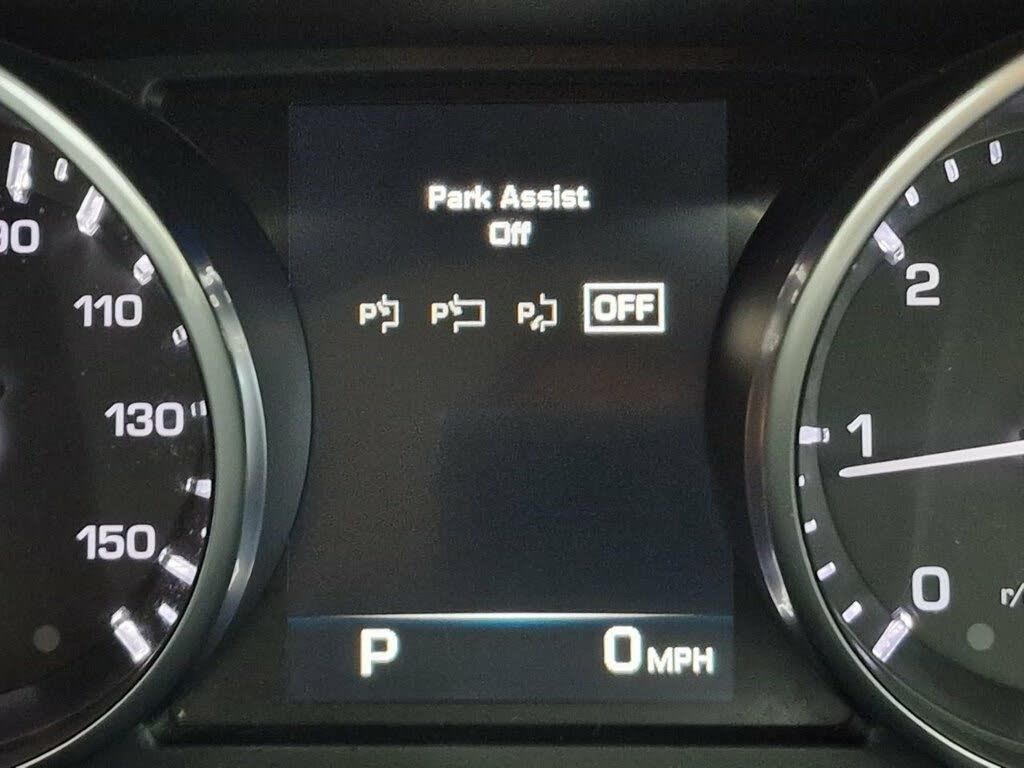 Park Assist
Off
P P P OFF
P 0 MPH
110
130
150
2
1
0